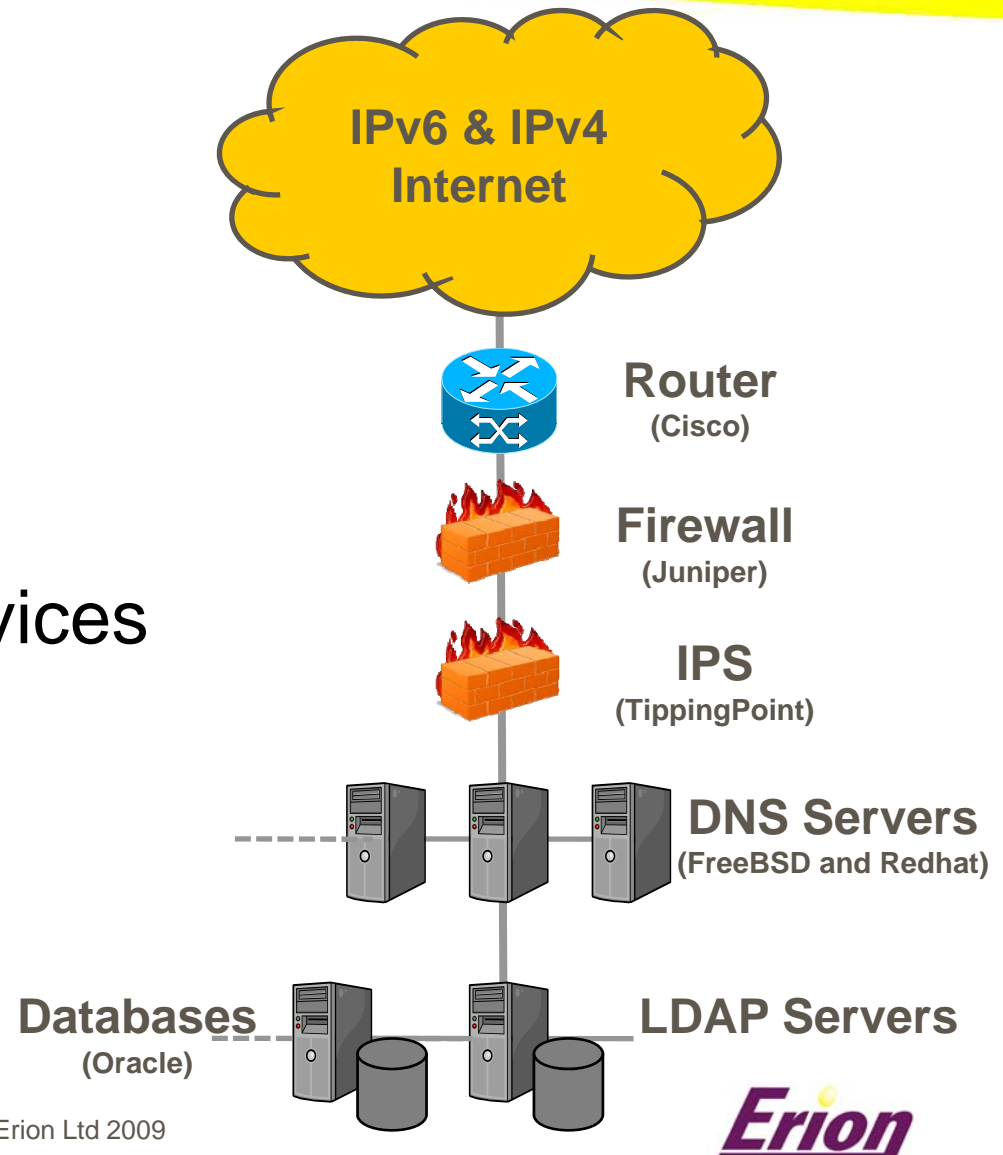 IPv6 & IPv4
Internet
Router
(Cisco)
Firewall
(Juniper)
vices
IPS
(TippingPoint)
DNS Servers
(FreeBSD and Redhat)
Databases
(Oracle)
LDAP Servers
Erion Ltd 2009
Erion